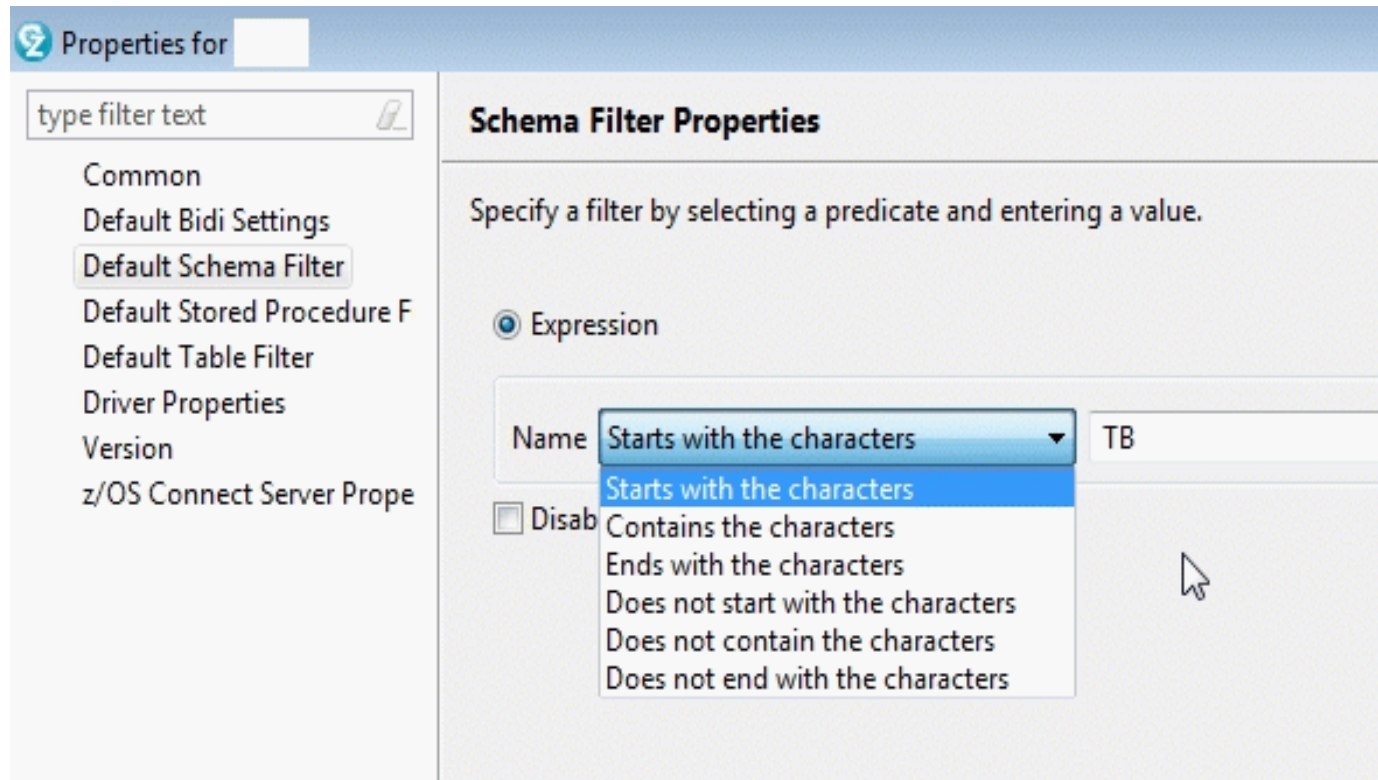 Properties for
type filter text
Common
Default Bidi Settings
Default Schema Filter
Default Stored Procedure F
Default Table Filter
Driver Properties
Version
z/OS Connect Server Prope
Schema Filter Properties
Specify a filter by selecting a predicate and entering a value.
Expression
Name Starts with the characters TB
Starts with the characters
Disab
Contains the characters
Ends with the characters
Does not start with the characters
Does not contain the characters
Does not end with the characters